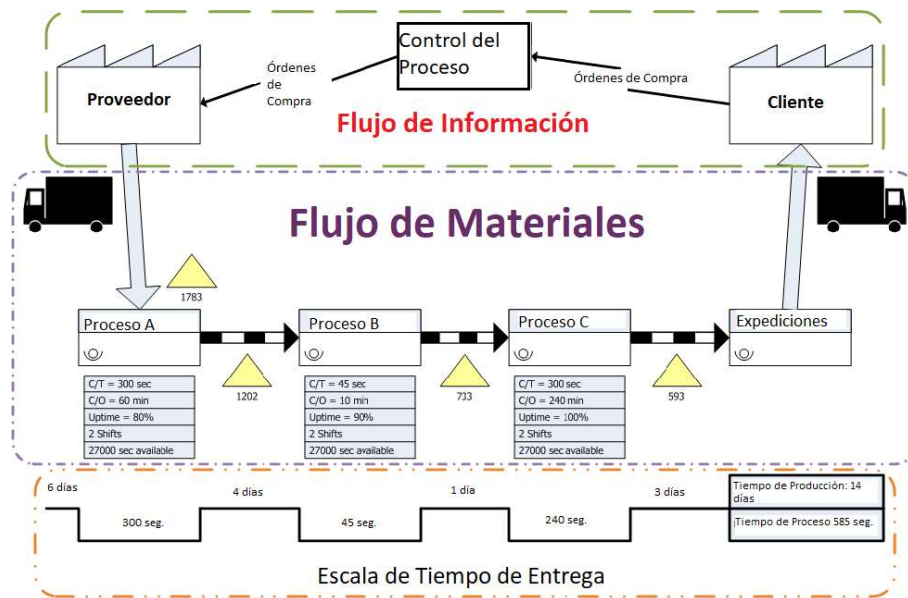 Control del
Proceso
Órdenes
de
Compra
Órdenes de Compra
Proveedor
Cliente
Flujo de Información
Flujo de Materiales
1783
Proceso A
Proceso B
Proceso C
Expediciones
1202
733
593
C/T = 300 sec
C/O = 60 min
Uptime = 80%
2 Shifts
27000 sec available
C/T = 45 sec
C/O = 10 min
Uptime = 90%
2 Shifts
27000 sec available
C/T = 300 sec
C/O = 240 min
Uptime = 100%
2 Shifts
27000 sec available
6 días
4 días
1 día
3 días
Tiempo de Producción: 14
días
300 seg.
45 seg.
240 seg.
Tiempo de Proceso 585 seg.
Escala de Tiempo de Entrega